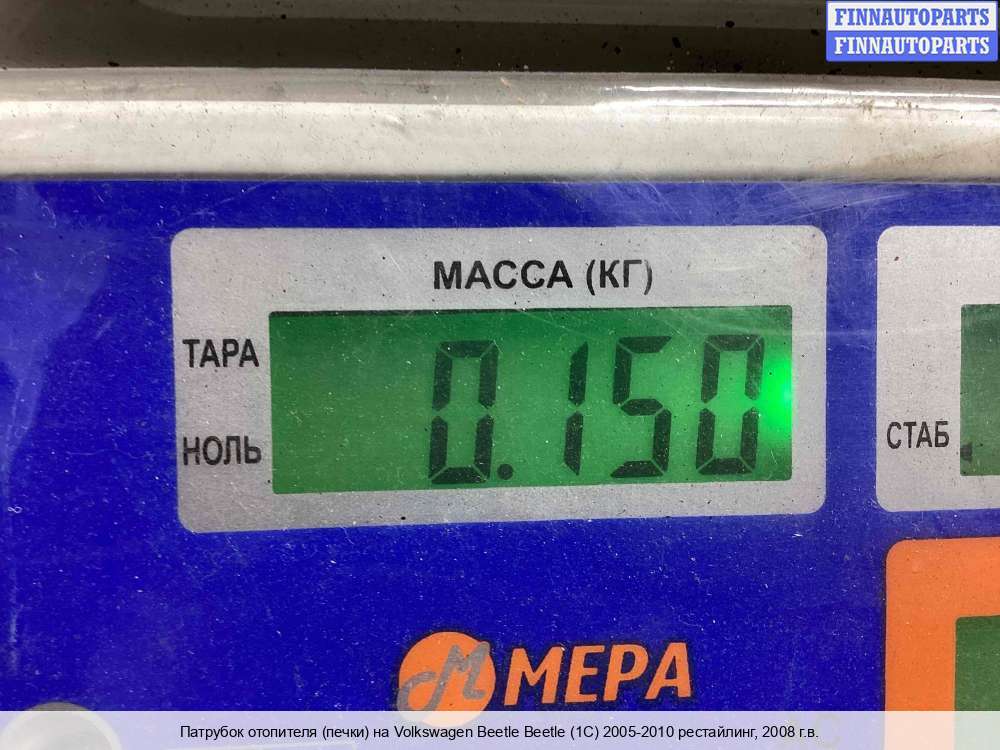 FINNAUTOPARTS
FINNAUTOPARTS
МАССА (КГ)
ТАРА
0.150
НОЛЬ
СТАБ
М МЕРА
Патрубок отопителя (печки) на Volkswagen Beetle Beetle (1C) 2005-2010 рестайлинг, 2008 г.в.